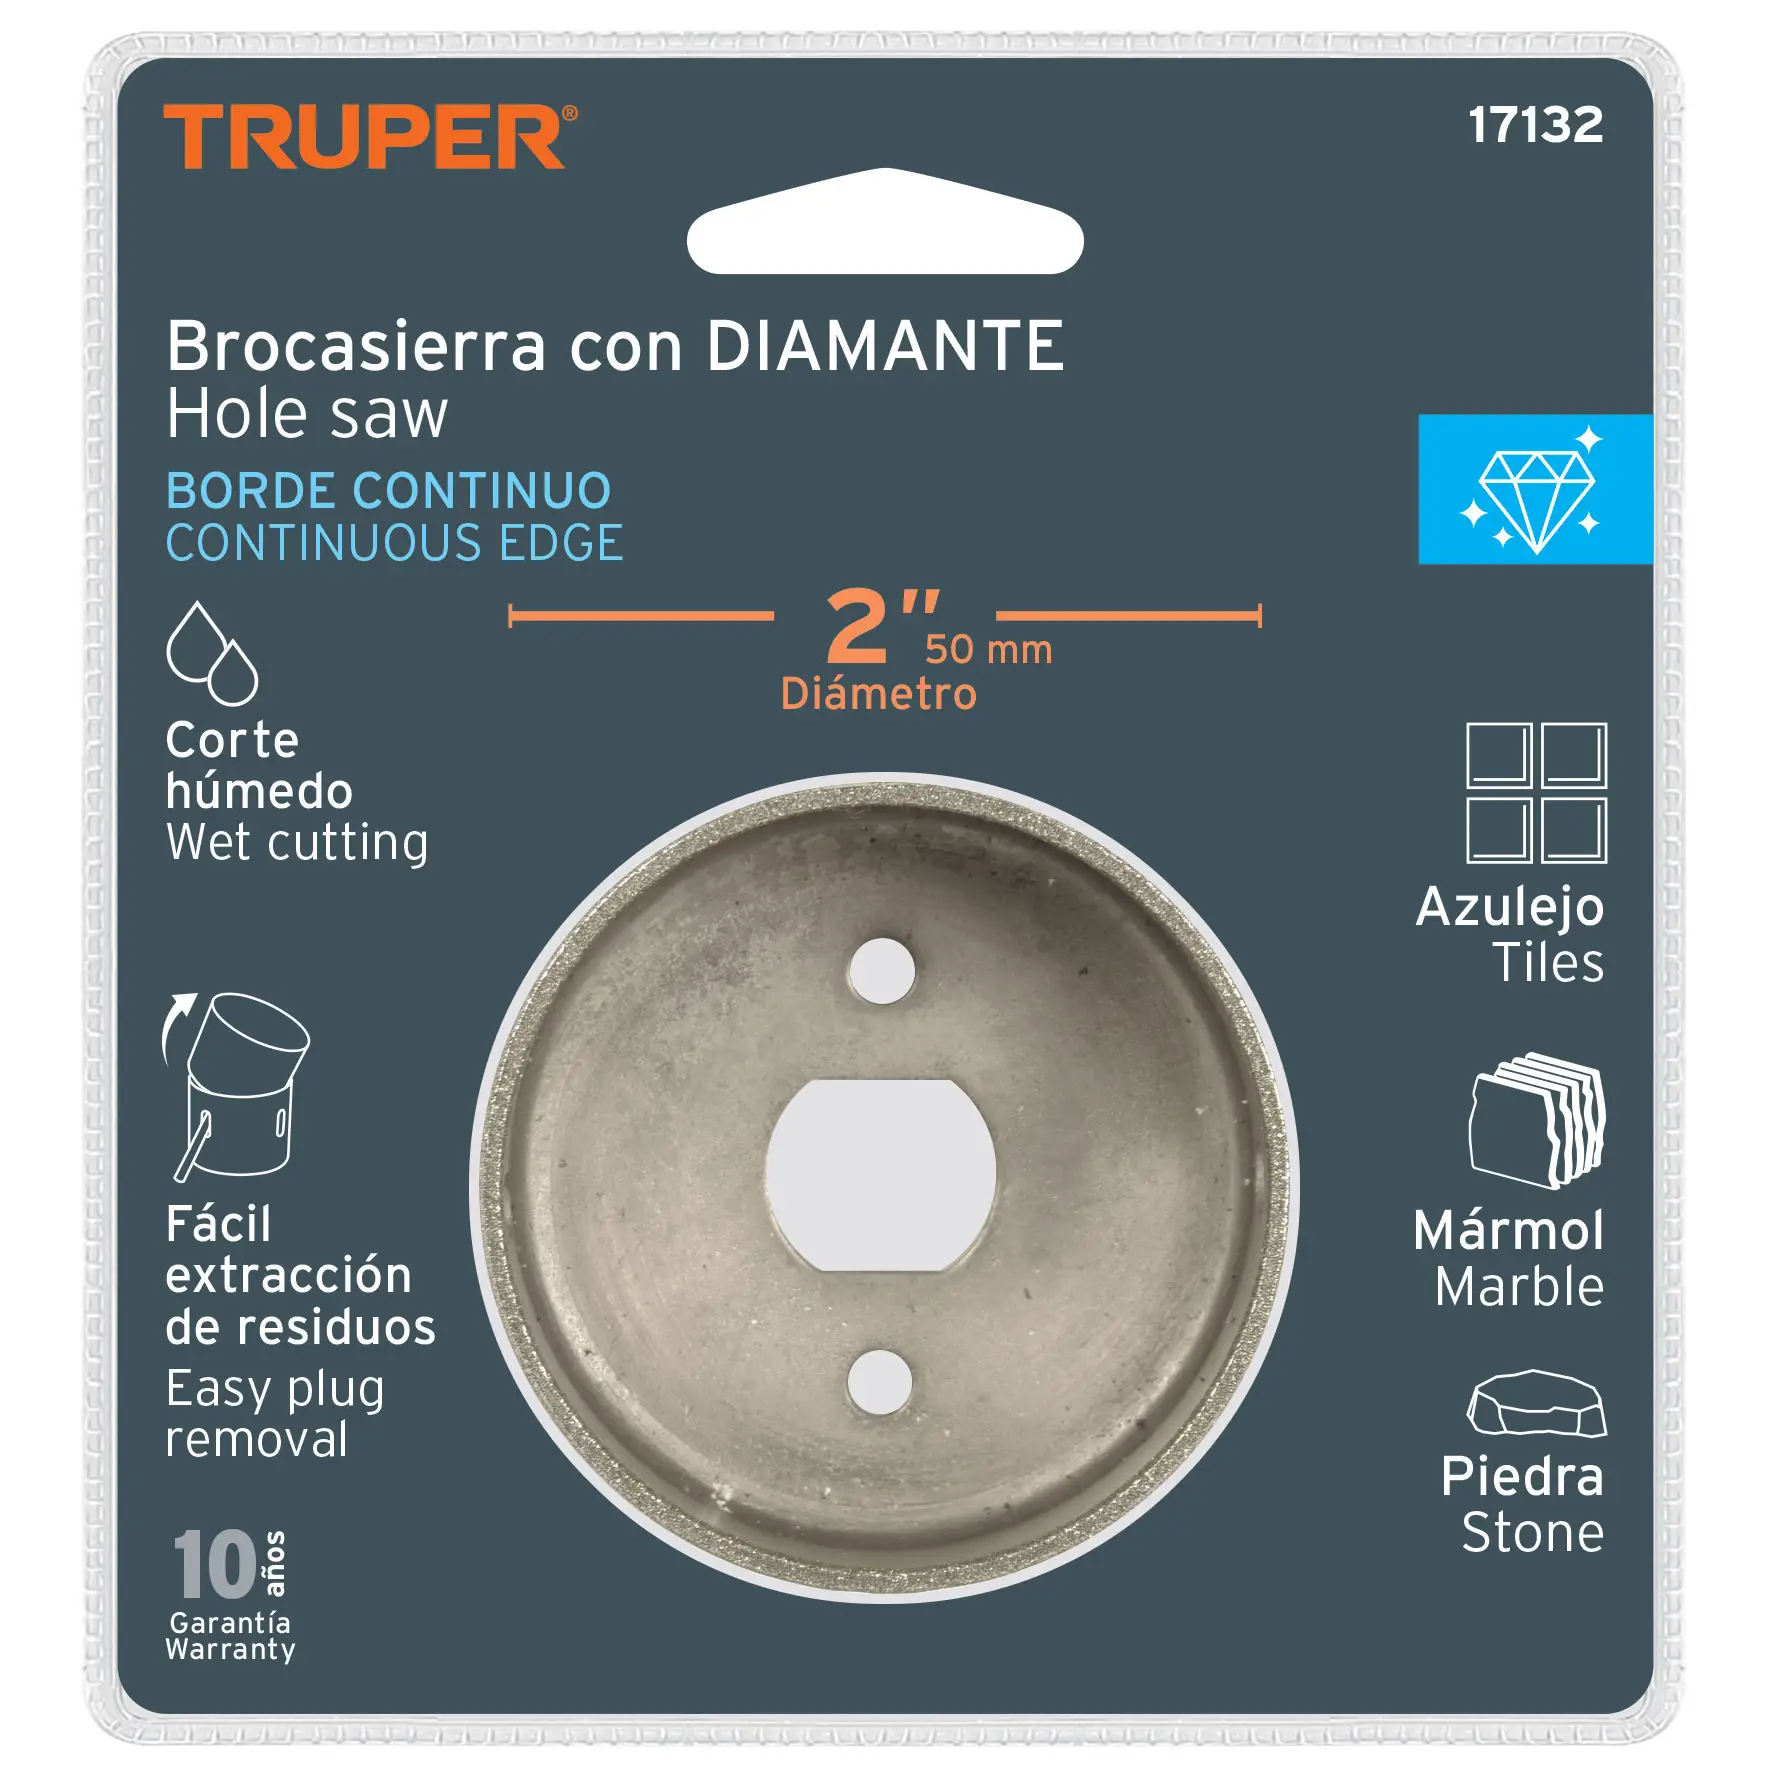 TRUPER®
17132
Brocasierra con DIAMANTE
Hole saw
BORDE CONTINUO
CONTINUOUS EDGE
2" 50 mm
Diámetro
Corte
húmedo
Wet cutting
Fácil
extracción
de residuos
Easy plug
removal
10 años
Garantía
Warranty
Azulejo
Tiles
Mármol
Marble
Piedra
Stone